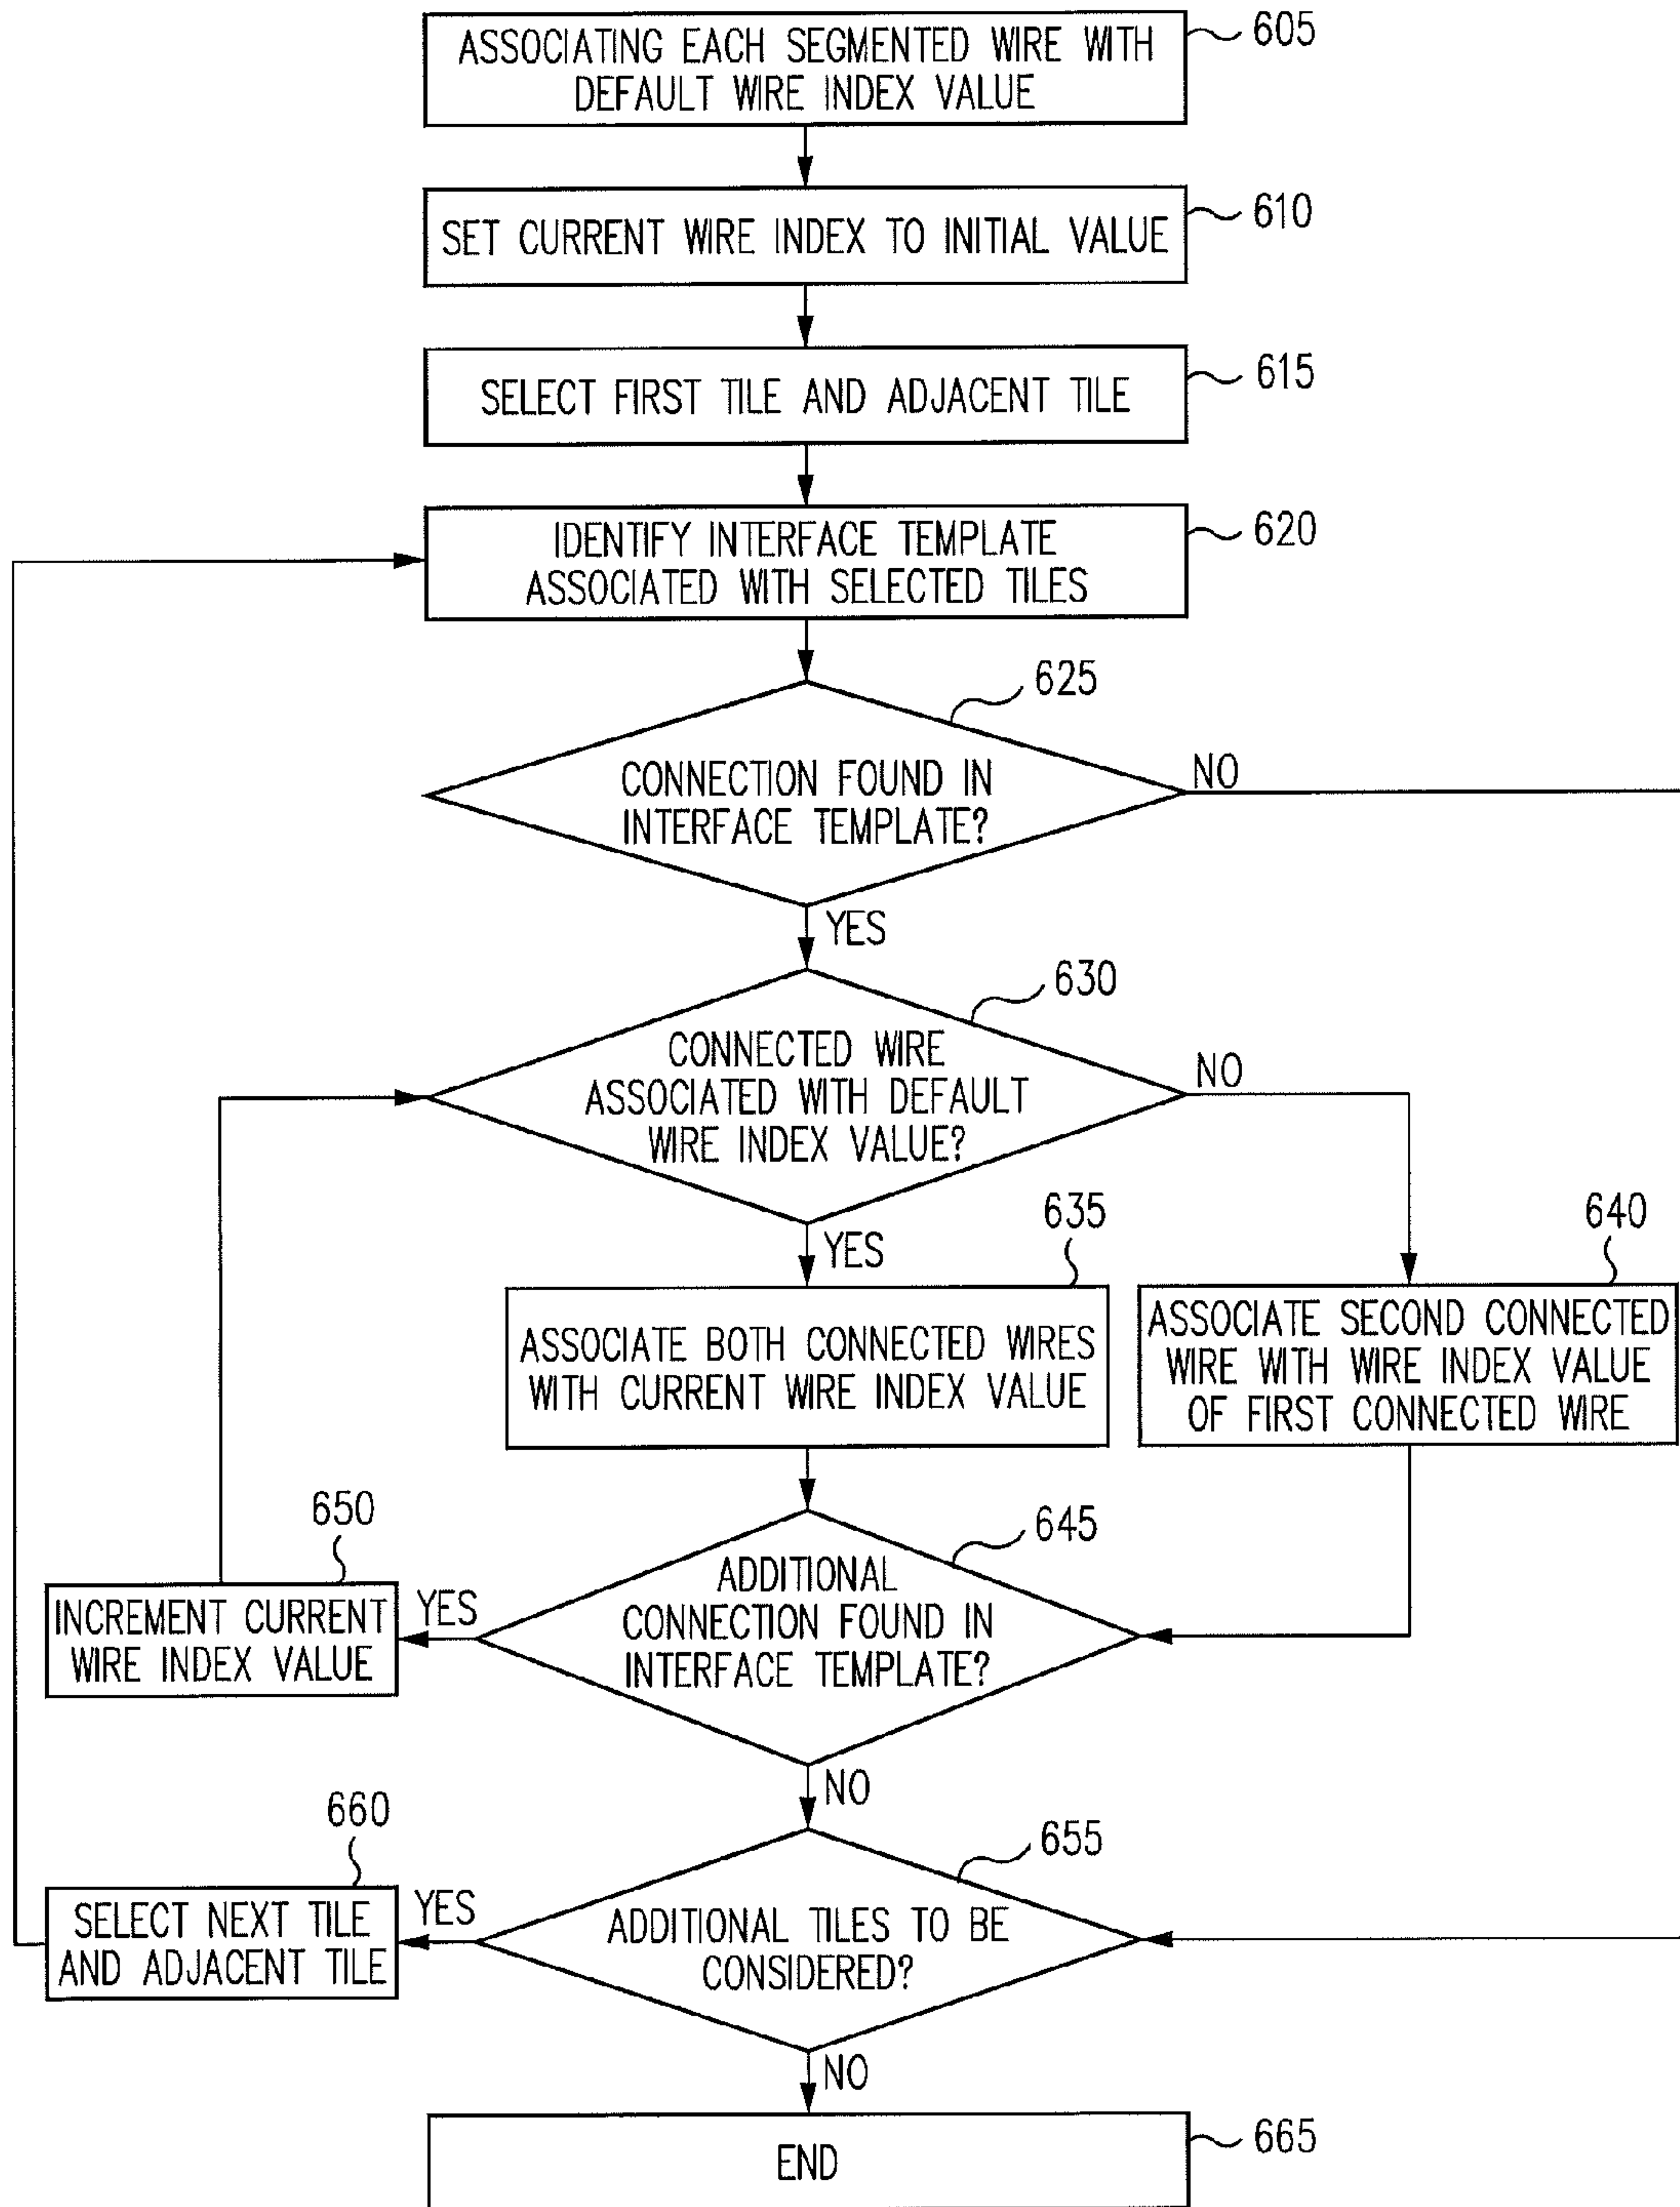 ASSOCIATING EACH SEGMENTED WIRE WITH
DEFAULT WIRE INDEX VALUE
605
SET CURRENT WIRE INDEX TO INITIAL VALUE
610
SELECT FIRST TILE AND ADJACENT TILE
615
IDENTIFY INTERFACE TEMPLATE
ASSOCIATED WITH SELECTED TILES
620
625
CONNECTION FOUND IN
INTERFACE TEMPLATE?
NO
YES
630
CONNECTED WIRE
ASSOCIATED WITH DEFAULT
WIRE INDEX VALUE?
NO
YES
635
ASSOCIATE BOTH CONNECTED WIRES
WITH CURRENT WIRE INDEX VALUE
640
ASSOCIATE SECOND CONNECTED
WIRE WITH WIRE INDEX VALUE
OF FIRST CONNECTED WIRE
645
ADDITIONAL
CONNECTION FOUND IN
INTERFACE TEMPLATE?
YES
650
INCREMENT CURRENT
WIRE INDEX VALUE
NO
655
ADDITIONAL TILES TO BE
CONSIDERED?
YES
660
SELECT NEXT TILE
AND ADJACENT TILE
NO
END
665